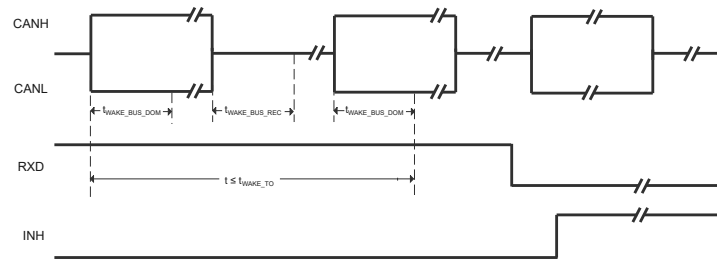 CANH
CANL
tWAKE_BUS_DOM
tWAKE_BUS_REC
tWAKE_BUS_DOM
RXD
t ≤ tWAKE_TO
INH